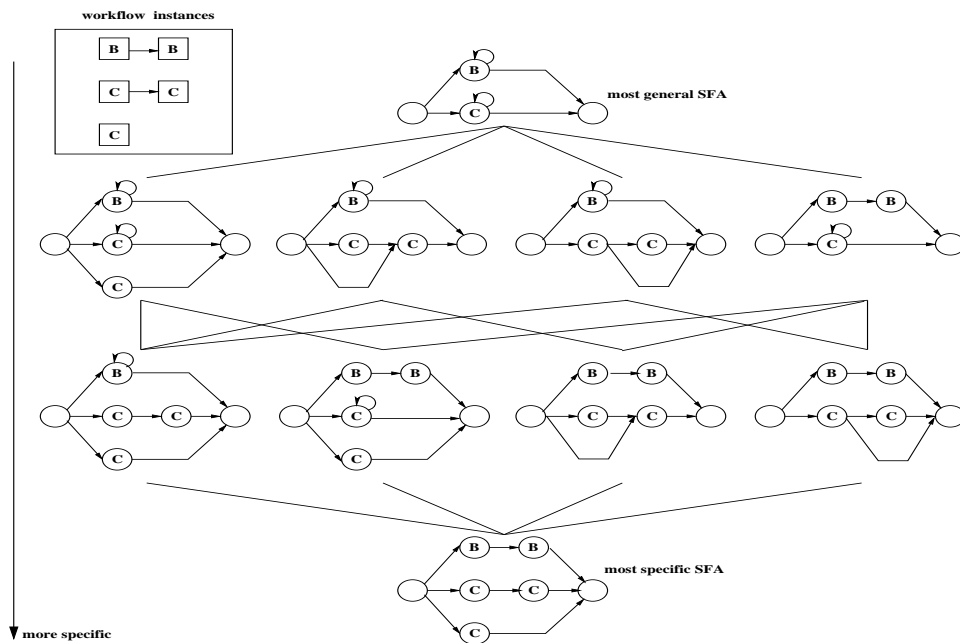 workflow instances
B B
C C
C
B
C
most general SFA
B B B B B
C C C C C C
C
B B B B B B B
C C C C C C C
C C
B B
C C
C
most specific SFA
more specific